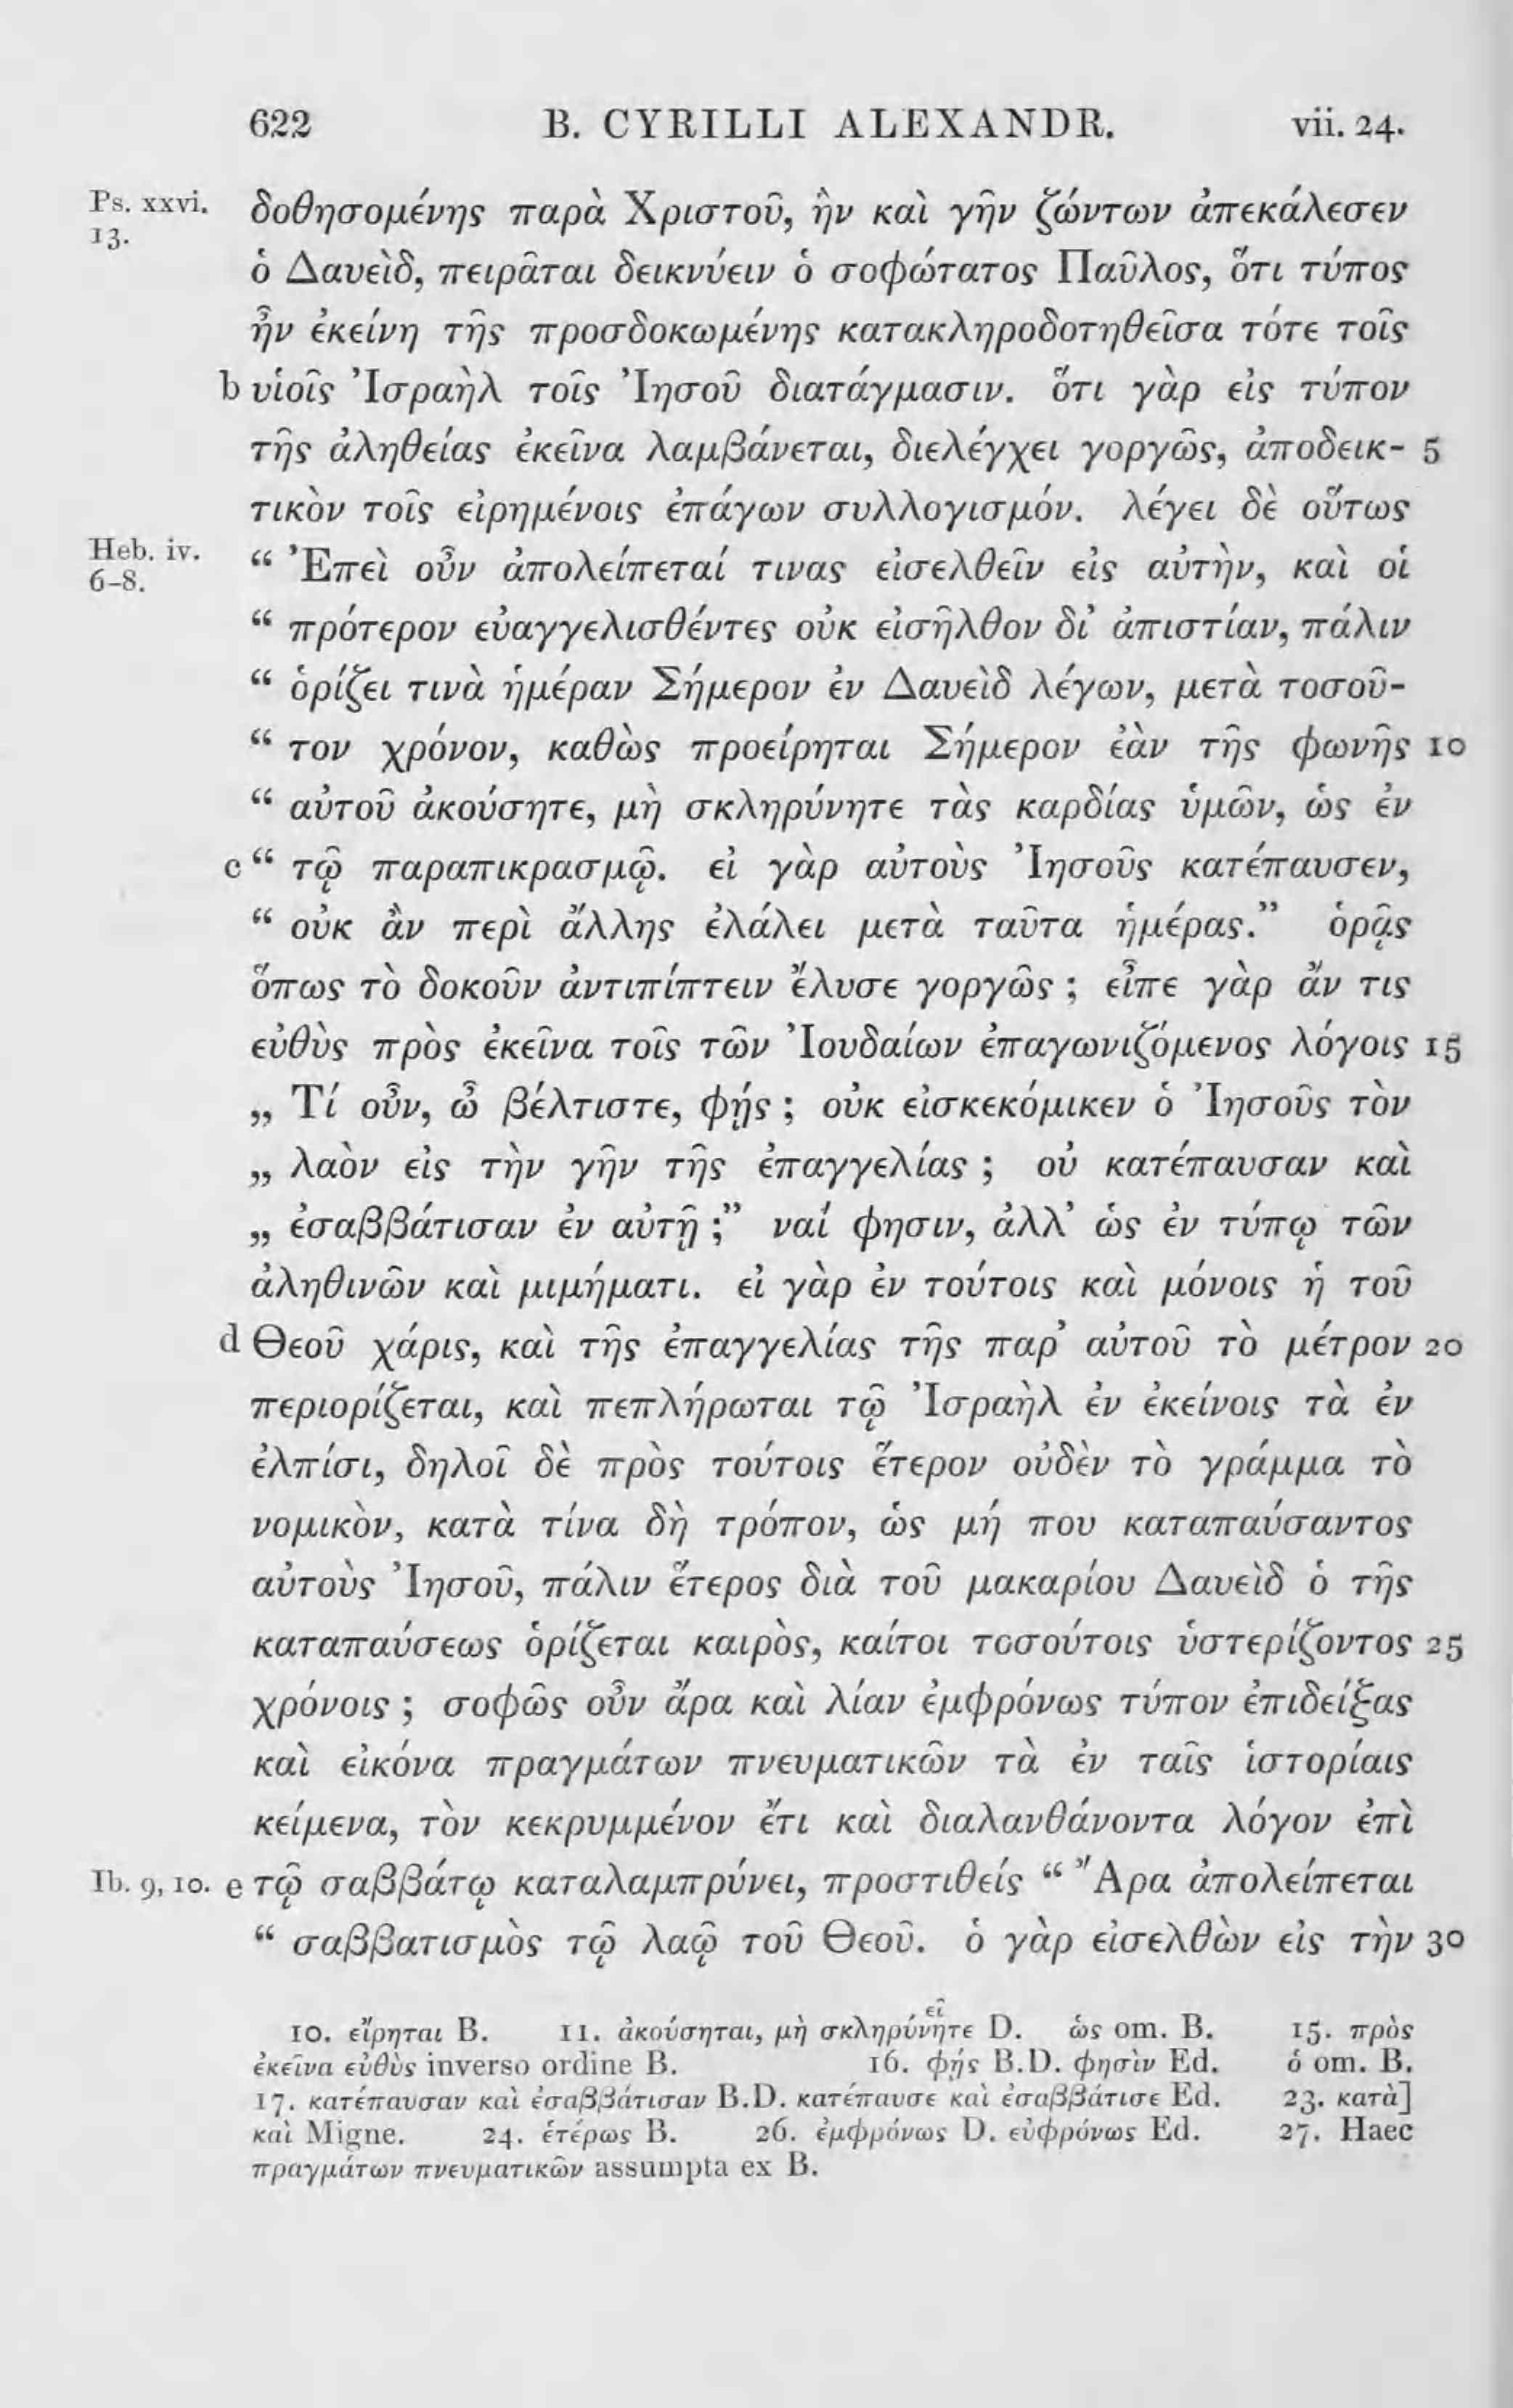 622 B. CYRILLI ALEXANDR. vii. 24.
Ps. xxvi. δοθησομένης παρὰ Χριστοῦ, ἣν καὶ γῆν ζώντων ἀπεκάλεσεν
13.
ὁ Δαυεὶδ, πειρᾶται δεικνύειν ὁ σοφώτατος Παῦλος, ὅτι τύπος
ἦν ἐκείνη τῆς προσδοκωμένης κατακληροδοτηθεῖσα τότε τοῖς
b υἱοῖς Ἰσραὴλ τοῖς Ἰησοῦ διατάγμασιν. ὅτι γὰρ εἰς τύπον
τῆς ἀληθείας ἐκεῖνα λαμβάνεται, διελέγχει γοργῶς, ἀποδεικ- 5
τικὸν τοῖς εἰρημένοις ἐπάγων συλλογισμόν. λέγει δὲ οὕτως
Heb. iv. “ Ἐπεὶ οὖν ἀπολείπεταί τινας εἰσελθεῖν εἰς αὐτὴν, καὶ οἱ
6-8.
“ πρότερον εὐαγγελισθέντες οὐκ εἰσῆλθον δι᾽ ἀπιστίαν, πάλιν
“ ὁρίζει τινὰ ἡμέραν Σήμερον ἐν Δαυεὶδ λέγων, μετὰ τοσοῦ-
“ τον χρόνον, καθὼς προείρηται Σήμερον ἐὰν τῆς φωνῆς 10
“ αὐτοῦ ἀκούσητε, μὴ σκληρύνητε τὰς καρδίας ὑμῶν, ὡς ἐν
c “ τῷ παραπικρασμῷ. εἰ γὰρ αὐτοὺς Ἰησοῦς κατέπαυσεν,
“ οὐκ ἂν περὶ ἄλλης ἐλάλει μετὰ ταῦτα ἡμέρας.” ὁρᾷς
ὅπως τὸ δοκοῦν ἀντιπίπτειν ἔλυσε γοργῶς ; εἶπε γὰρ ἄν τις
εὐθὺς πρὸς ἐκεῖνα τοῖς τῶν Ἰουδαίων ἐπαγωνιζόμενος λόγοις 15
„ Τί οὖν, ὦ βέλτιστε, φῄς ; οὐκ εἰσκεκόμικεν ὁ Ἰησοῦς τὸν
„ λαὸν εἰς τὴν γῆν τῆς ἐπαγγελίας ; οὐ κατέπαυσαν καὶ
„ ἐσαββάτισαν ἐν αὐτῇ ;” ναί φησιν, ἀλλ᾽ ὡς ἐν τύπῳ τῶν
ἀληθινῶν καὶ μιμήματι. εἰ γὰρ ἐν τούτοις καὶ μόνοις ἡ τοῦ
d Θεοῦ χάρις, καὶ τῆς ἐπαγγελίας τῆς παρ᾽ αὐτοῦ τὸ μέτρον 20
περιορίζεται, καὶ πεπλήρωται τῷ Ἰσραὴλ ἐν ἐκείνοις τὰ ἐν
ἐλπίσι, δηλοῖ δὲ πρὸς τούτοις ἕτερον οὐδὲν τὸ γράμμα τὸ
νομικὸν, κατὰ τίνα δὴ τρόπον, ὡς μή που καταπαύσαντος
αὐτοὺς Ἰησοῦ, πάλιν ἕτερος διὰ τοῦ μακαρίου Δαυεὶδ ὁ τῆς
καταπαύσεως ὁρίζεται καιρὸς, καίτοι τοσούτοις ὑστερίζοντος 25
χρόνοις ; σοφῶς οὖν ἄρα καὶ λίαν ἐμφρόνως τύπον ἐπιδείξας
καὶ εἰκόνα πραγμάτων πνευματικῶν τὰ ἐν ταῖς ἱστορίαις
κείμενα, τὸν κεκρυμμένον ἔτι καὶ διαλανθάνοντα λόγον ἐπὶ
Ib. 9, 10. e τῷ σαββάτῳ καταλαμπρύνει, προστιθείς “ Ἄρα ἀπολείπεται
“ σαββατισμὸς τῷ λαῷ τοῦ Θεοῦ. ὁ γὰρ εἰσελθὼν εἰς τὴν 30
10. εἴρηται B. 11. ἀκούσηται, μὴ σκληρύνεῖητε D. ὡς om. B. 15. πρὸς
ἐκεῖνα εὐθὺς inverso ordine B. 16. φῄς B.D. φησὶν Ed. ὁ om. B.
17. κατέπαυσαν καὶ ἐσαββάτισαν B.D. κατέπαυσε καὶ ἐσαββάτισε Ed. 23. κατὰ]
καὶ Migne. 24. ἑτέρως B. 26. ἐμφρόνως D. εὐφρόνως Ed. 27. Haec
πραγμάτων πνευματικῶν assumpta ex B.